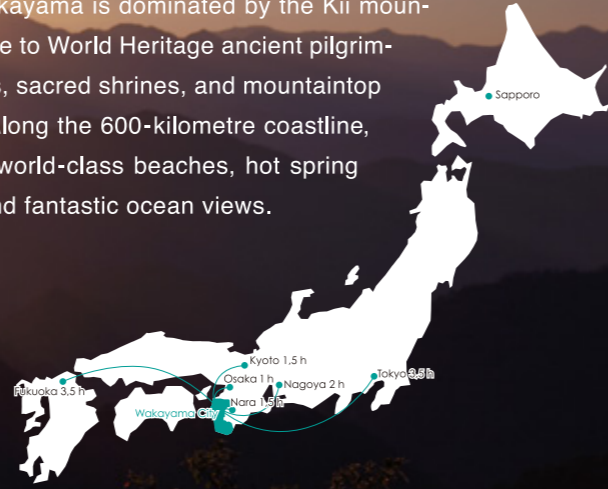 kayama is dominated by the Kii moun-
e to World Heritage ancient pilgrim-
s, sacred shrines, and mountaintop
long the 600-kilometre coastline,
world-class beaches, hot spring
nd fantastic ocean views.
Sapporo
Kyoto 1,5 h
Osaka 1 h
Nagoya 2 h
Tokyo 3,5 h
Fukuoka 3,5 h
Nara 1,5 h
Wakayama City